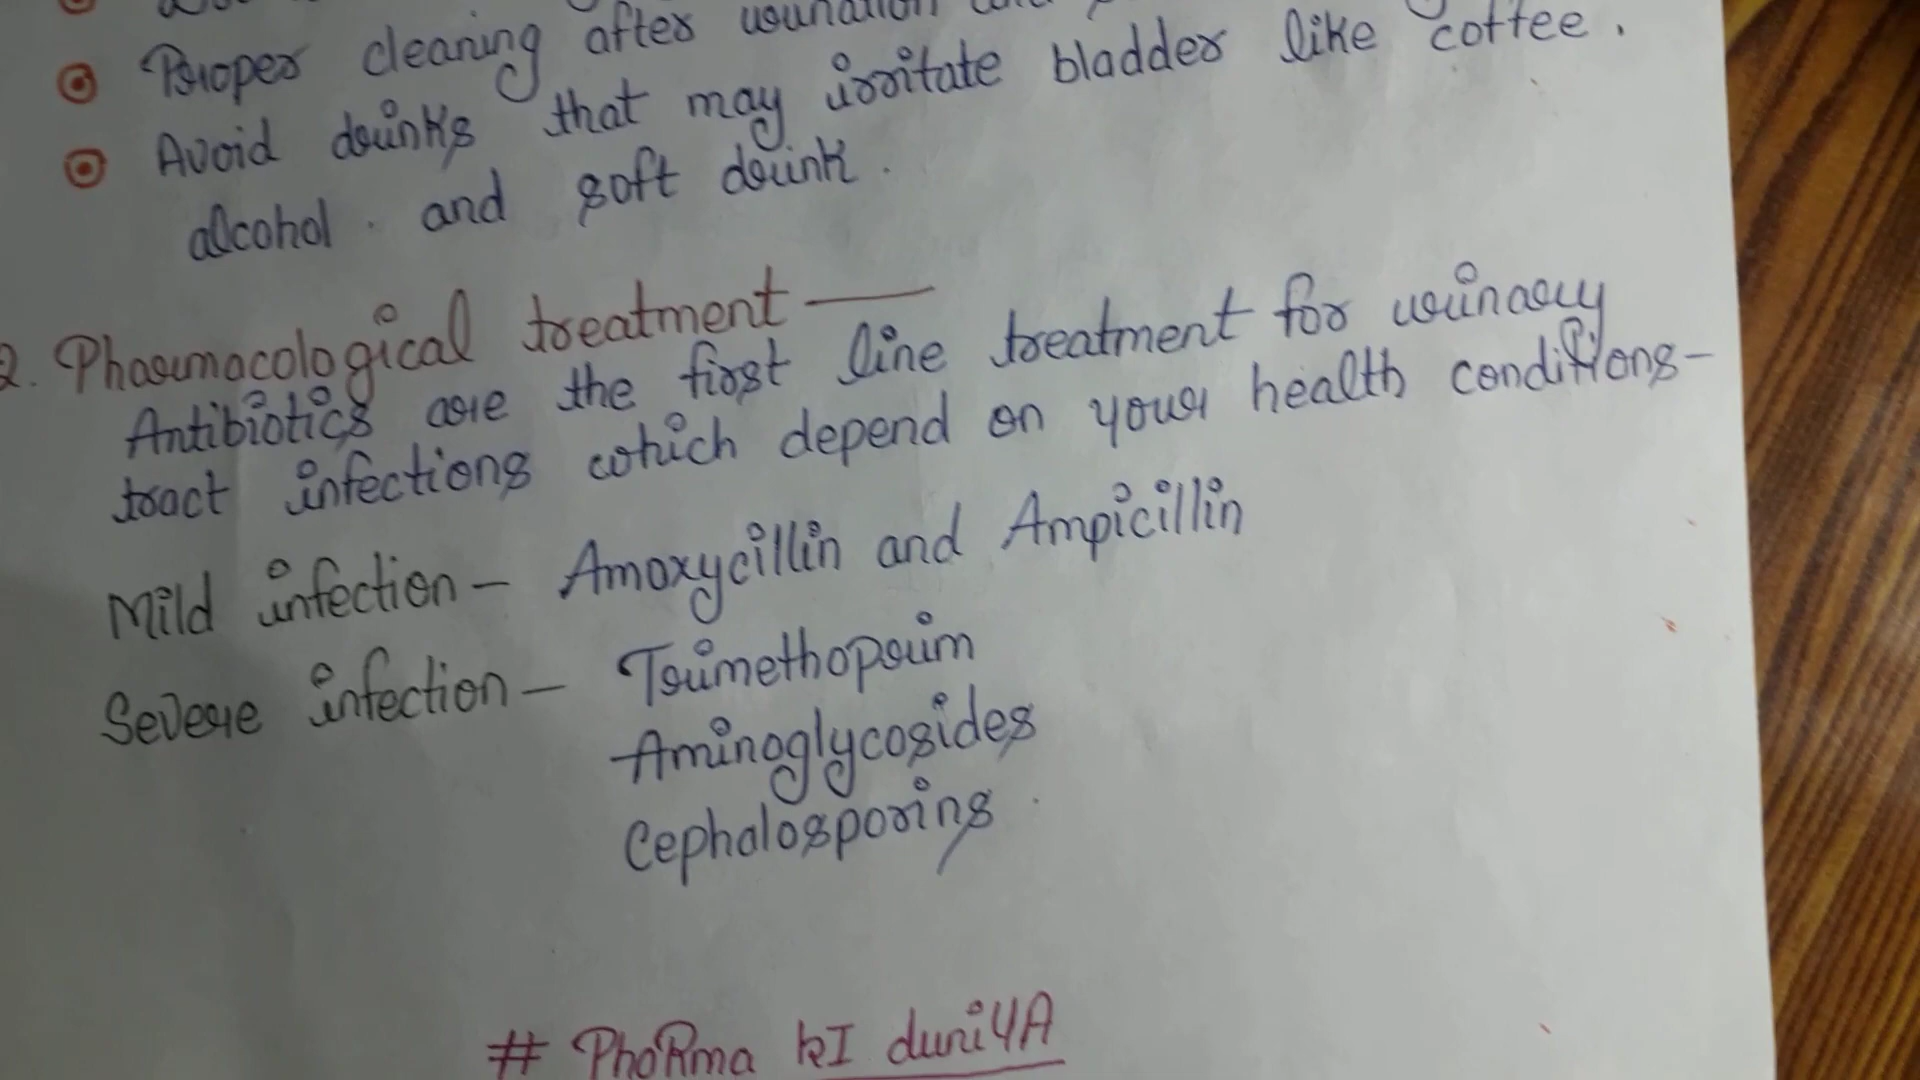 Proper cleaning after urination
Avoid drinks that may irritate bladder like coffee.
alcohol. and soft drink.
2. Pharmacological treatment —
Antibiotics are the first line treatment for urinary
tract infections which depend on your health conditions-
Mild infection - Amoxycillin and Ampicillin
Severe infection - Trimethoprim
Aminoglycosides
Cephalosporins
# PhaRma kI duniyA